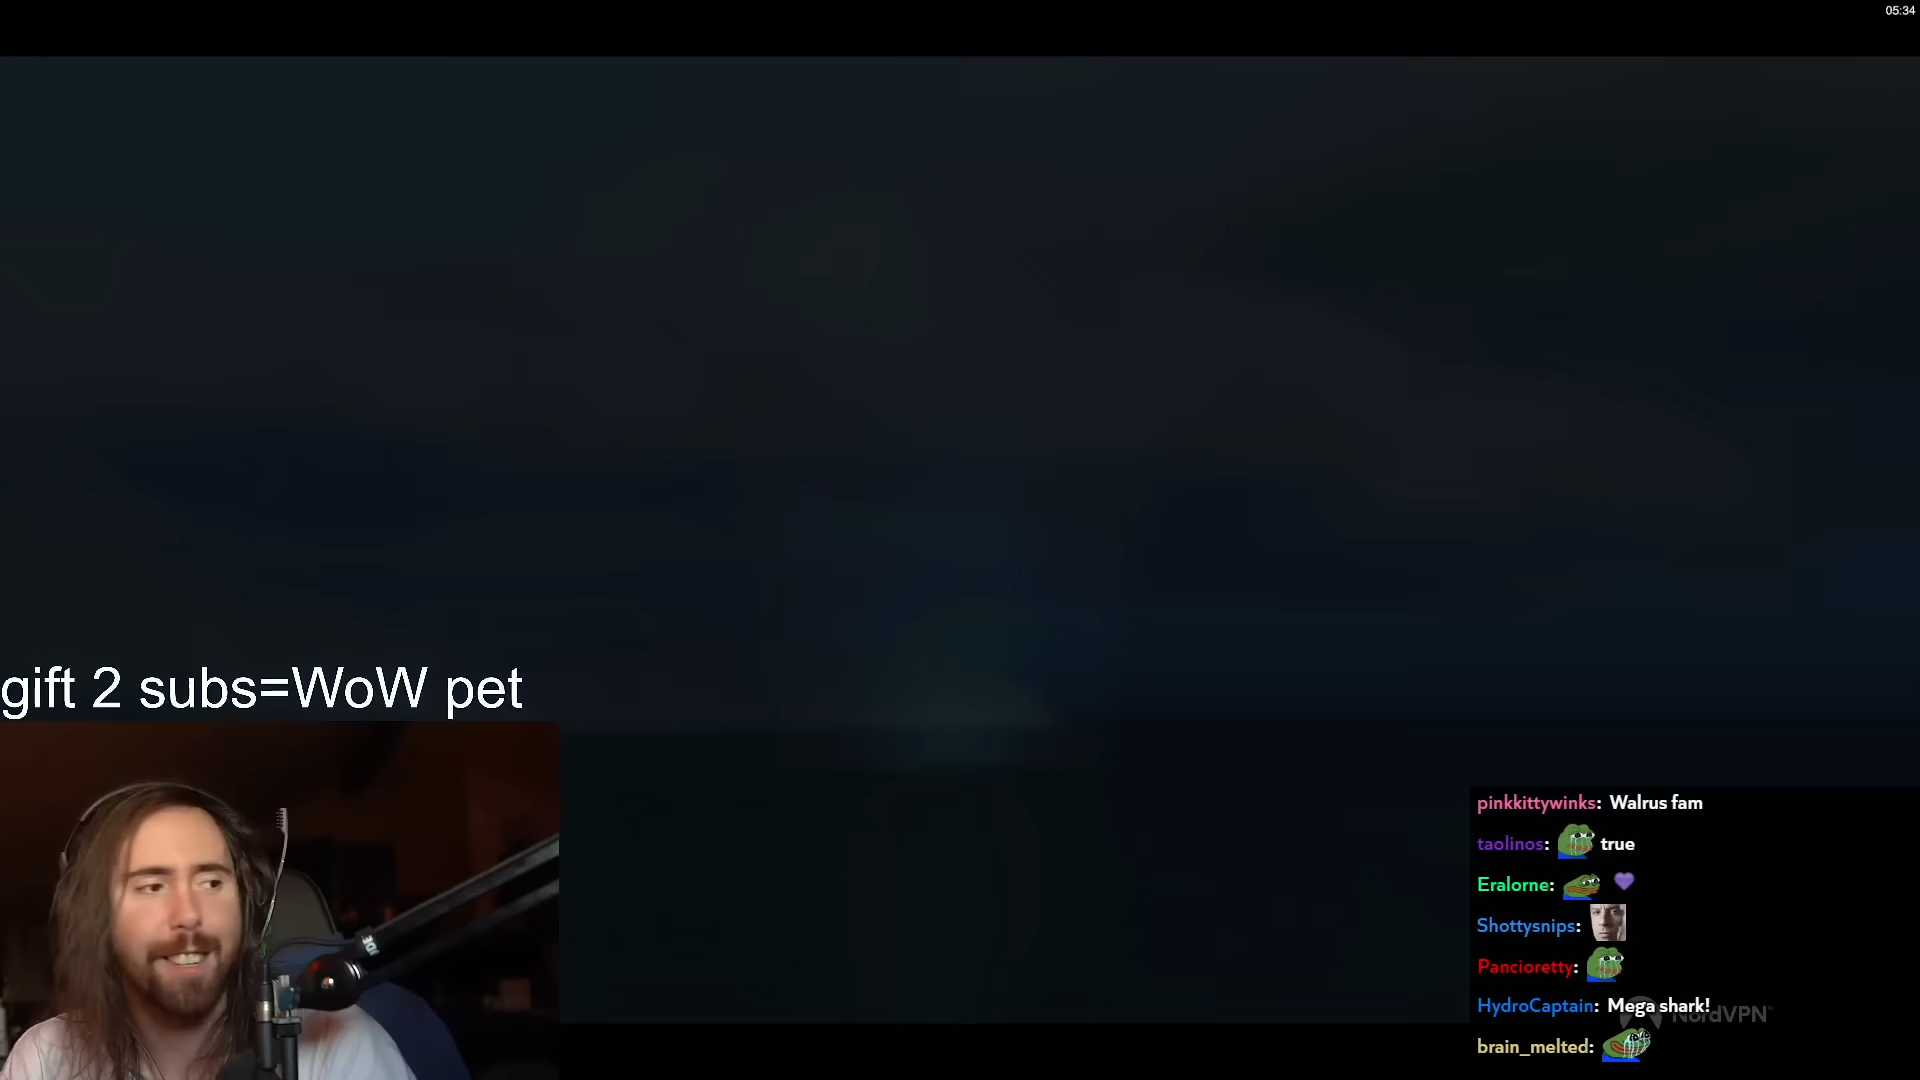 05:34
gift 2 subs=WoW pet
pinkkittywinks: Walrus fam
taolinos: true
Eralorne:
Shottysnips:
Pancioretty:
HydroCaptain: Mega shark!
NordVPN
brain_melted: